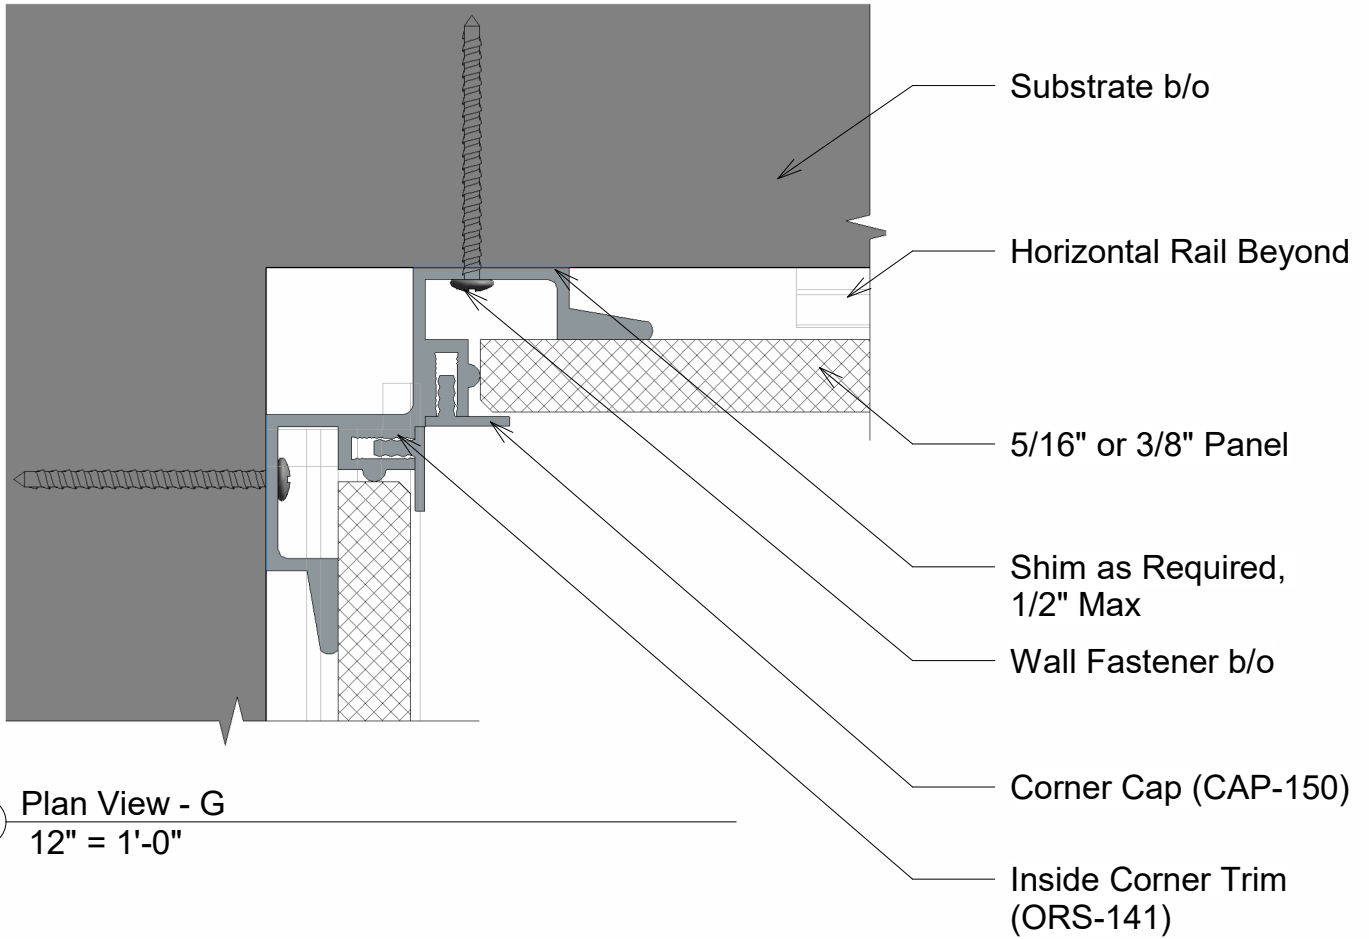 Substrate b/o
Horizontal Rail Beyond
5/16" or 3/8" Panel
Shim as Required,
1/2" Max
Wall Fastener b/o
Corner Cap (CAP-150)
Inside Corner Trim
(ORS-141)
Plan View - G
12" = 1'-0"